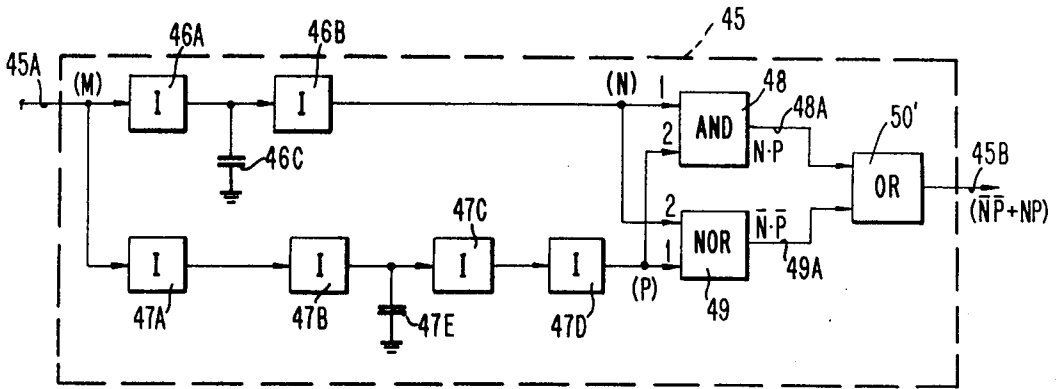 45
46A
46B
45A
(M)
I
I
46C
(N)
1
2
AND
48
48A
N·P
50'
OR
45B
(N̄P̄+NP)
2
1
NOR
N̄·P̄
49A
49
(P)
I
47A
I
47B
47E
47C
I
I
47D